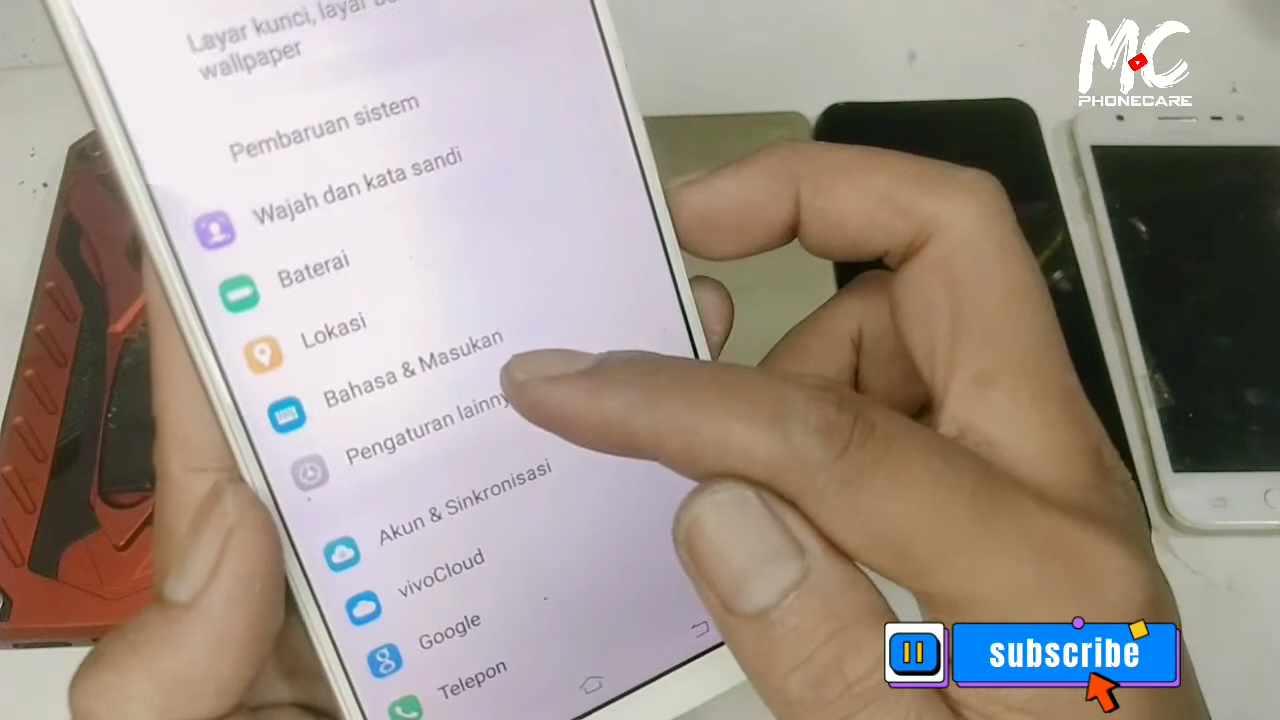 Layar kunci, layar
wallpaper
Pembaruan sistem
Wajah dan kata sandi
Baterai
Lokasi
Bahasa & Masukan
Pengaturan lainny
Akun & Sinkronisasi
vivoCloud
Google
Telepon
MC
PHONECARE
subscribe